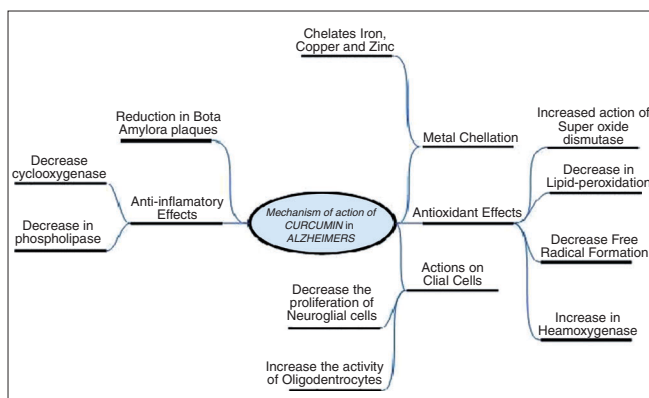 Chelates Iron,
Copper and Zinc
Metal Chellation
Reduction in Bota
Amylora plaques
Decrease
cyclooxygenase
Anti-inflamatory
Effects
Decrease in
phospholipase
Mechanism of action of
CURCUMIN in
ALZHEIMERS
Antioxidant Effects
Increased action of
Super oxide
dismutase
Decrease in
Lipid-peroxidation
Decrease Free
Radical Formation
Increase in
Heamoxygenase
Actions on
Clial Cells
Decrease the
proliferation of
Neuroglial cells
Increase the activity
of Oligodentrocytes